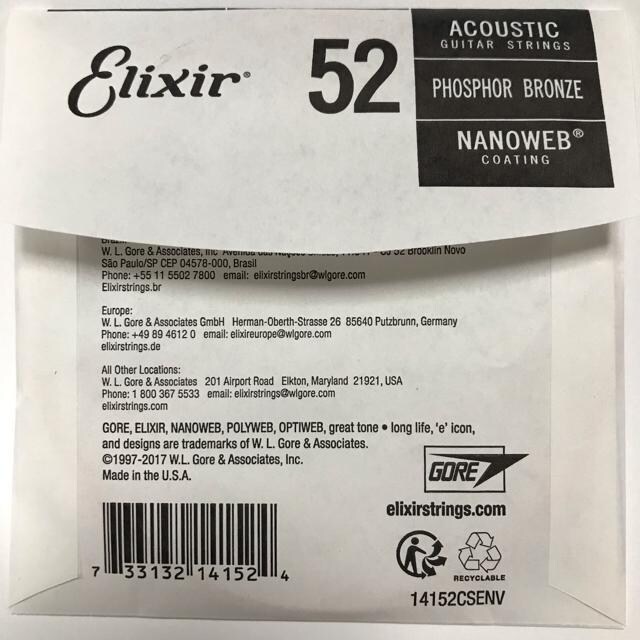 Elixir®
52
ACOUSTIC
GUITAR STRINGS
PHOSPHOR BRONZE
NANOWEB®
COATING
W. L. Gore & Associates, Inc
Brooklin Novo
São Paulo/SP CEP 04578-000, Brasil
Phone: +55 11 5502 7800 email: elixirstringsbr@wlgore.com
Elixirstrings.br
Europe:
W. L. Gore & Associates GmbH Herman-Oberth-Strasse 26 85640 Putzbrunn, Germany
Phone: +49 89 4612 0 email: elixireurope@wlgore.com
elixirstrings.de
All Other Locations:
W. L. Gore & Associates 201 Airport Road Elkton, Maryland 21921, USA
Phone: 1 800 367 5533 email: elixirstrings@wlgore.com
elixirstrings.com
GORE, ELIXIR, NANOWEB, POLYWEB, OPTIWEB, great tone • long life, 'e' icon,
and designs are trademarks of W. L. Gore & Associates.
©1997-2017 W.L. Gore & Associates, Inc.
Made in the U.S.A.
GORE
elixirstrings.com
RECYCLABLE
7 33132 14152 4
14152CSENV